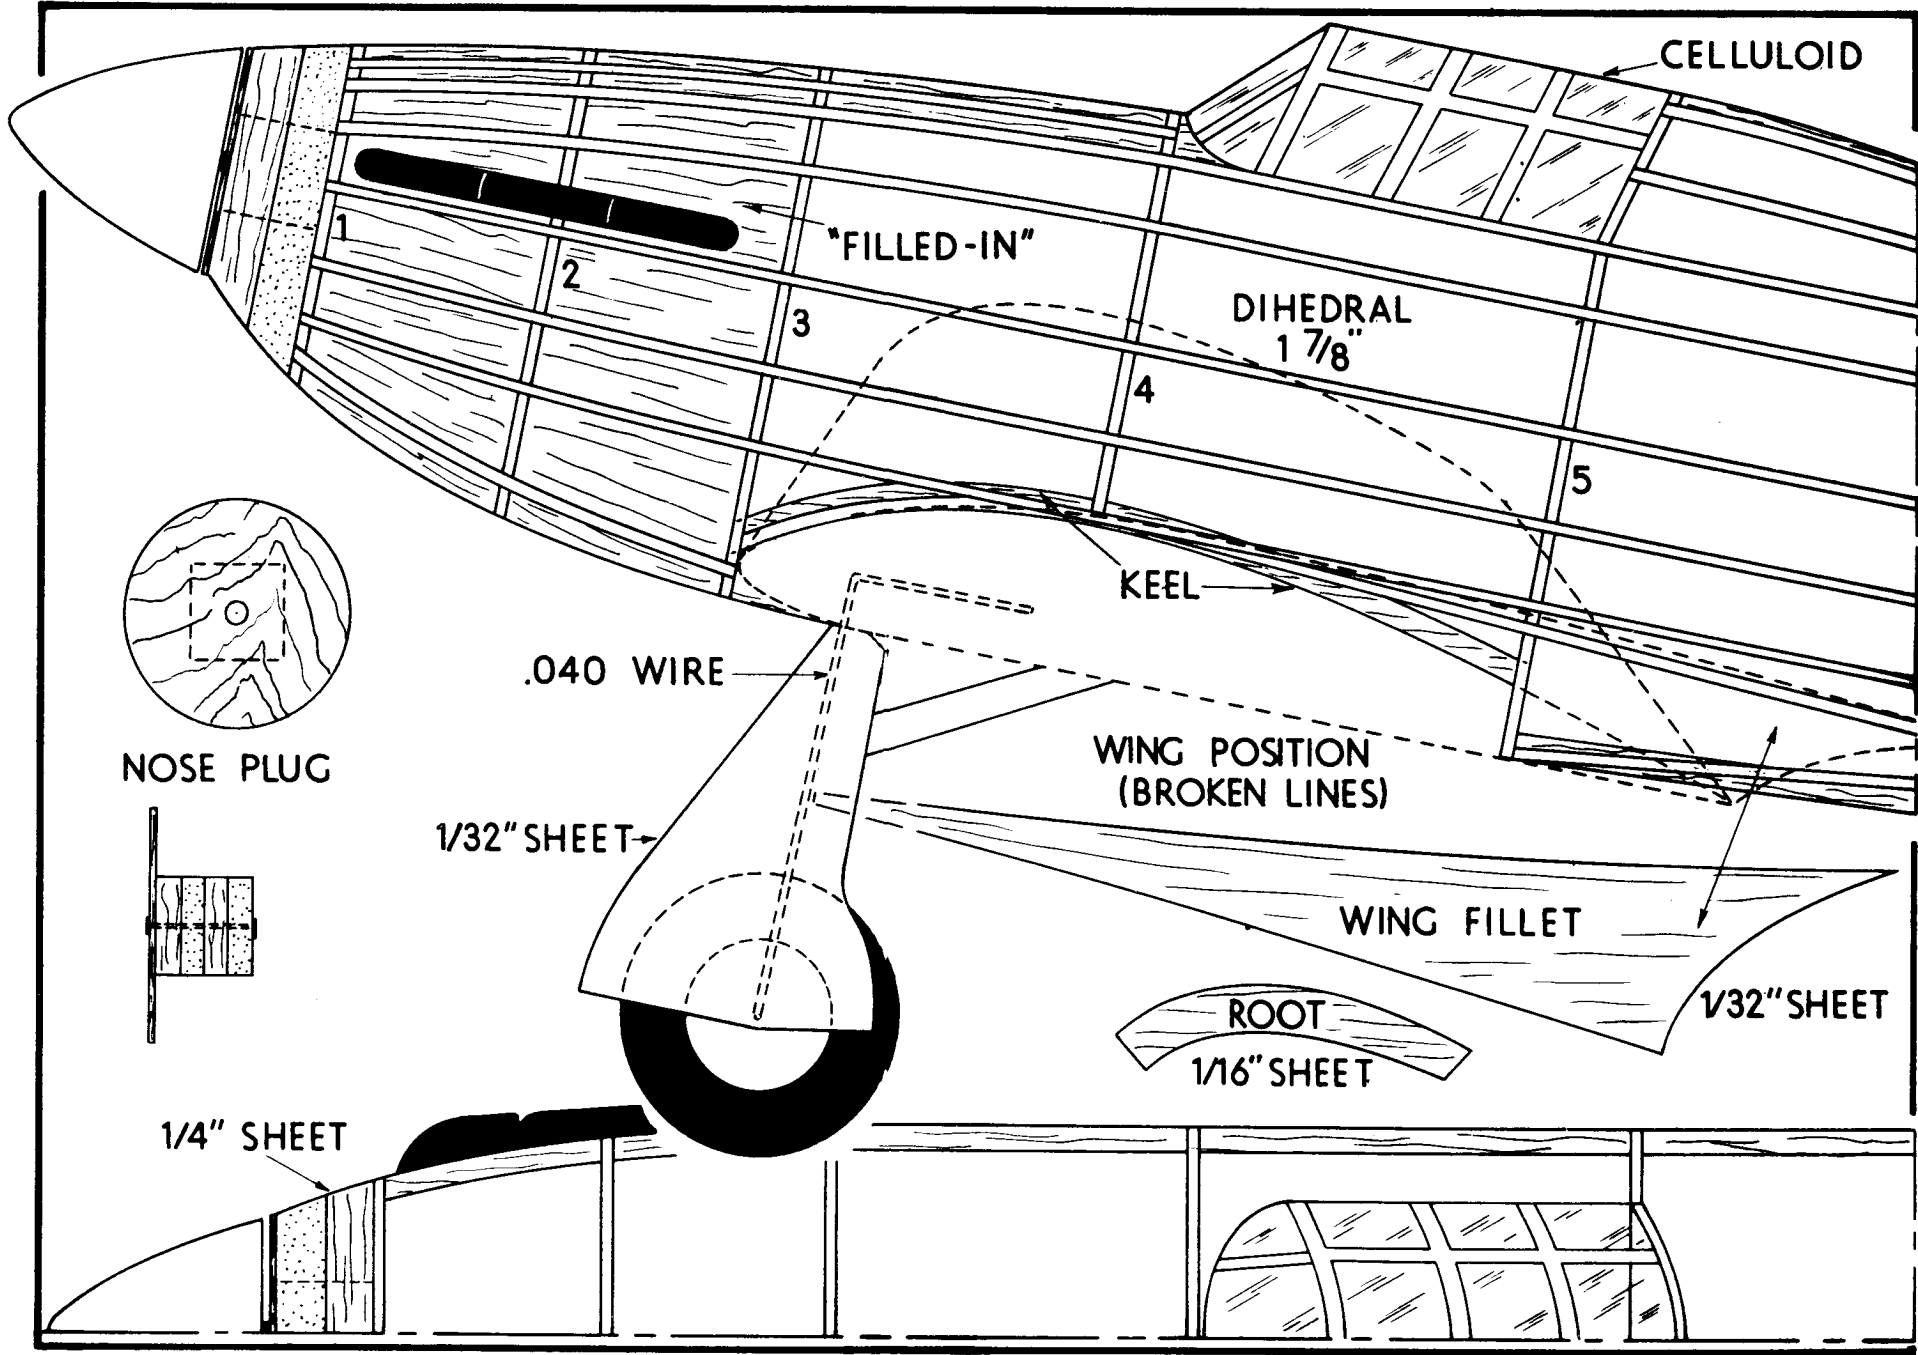 CELLULOID
1
"FILLED-IN"
2
3
DIHEDRAL
1 7/8"
4
5
KEEL
.040 WIRE
NOSE PLUG
WING POSITION
(BROKEN LINES)
1/32" SHEET
WING FILLET
ROOT
1/32" SHEET
1/16" SHEET
1/4" SHEET